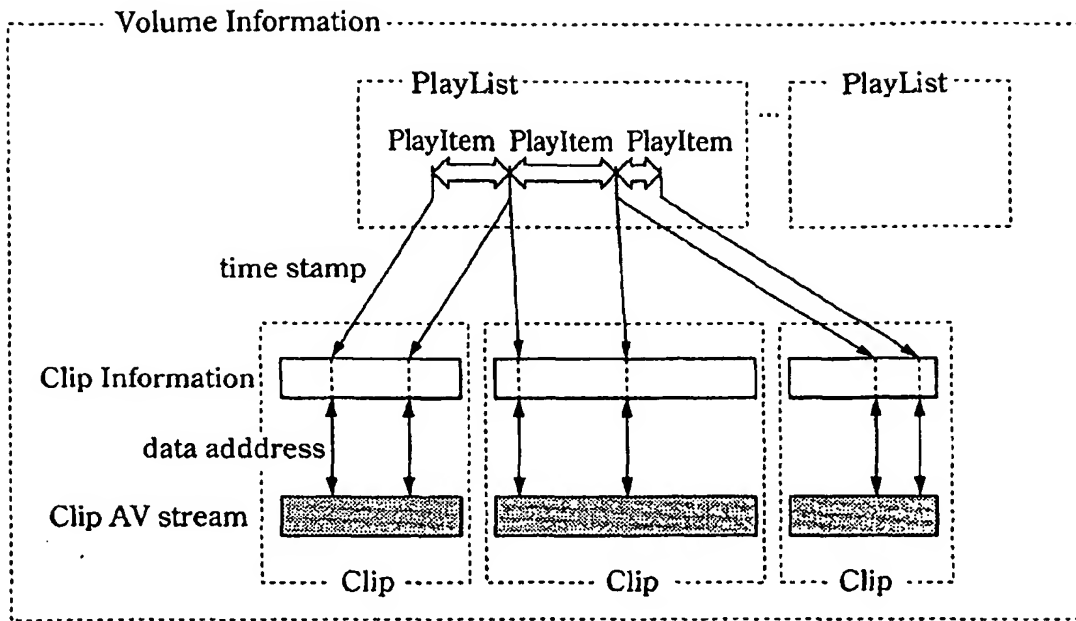 Volume Information
PlayList
PlayList
...
PlayItem PlayItem PlayItem
time stamp
Clip Information
data adddress
Clip AV stream
Clip
Clip
Clip